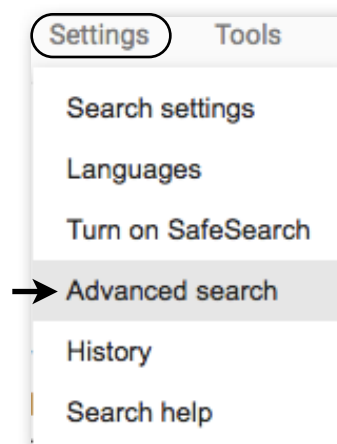 Settings Tools
Search settings
Languages
Turn on SafeSearch
Advanced search
History
Search help